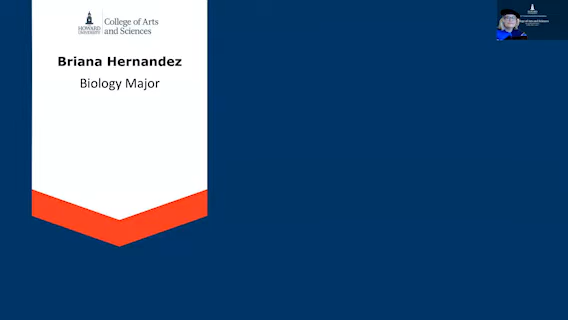 HOWARD
UNIVERSITY
College of Arts
and Sciences
Briana Hernandez
Biology Major